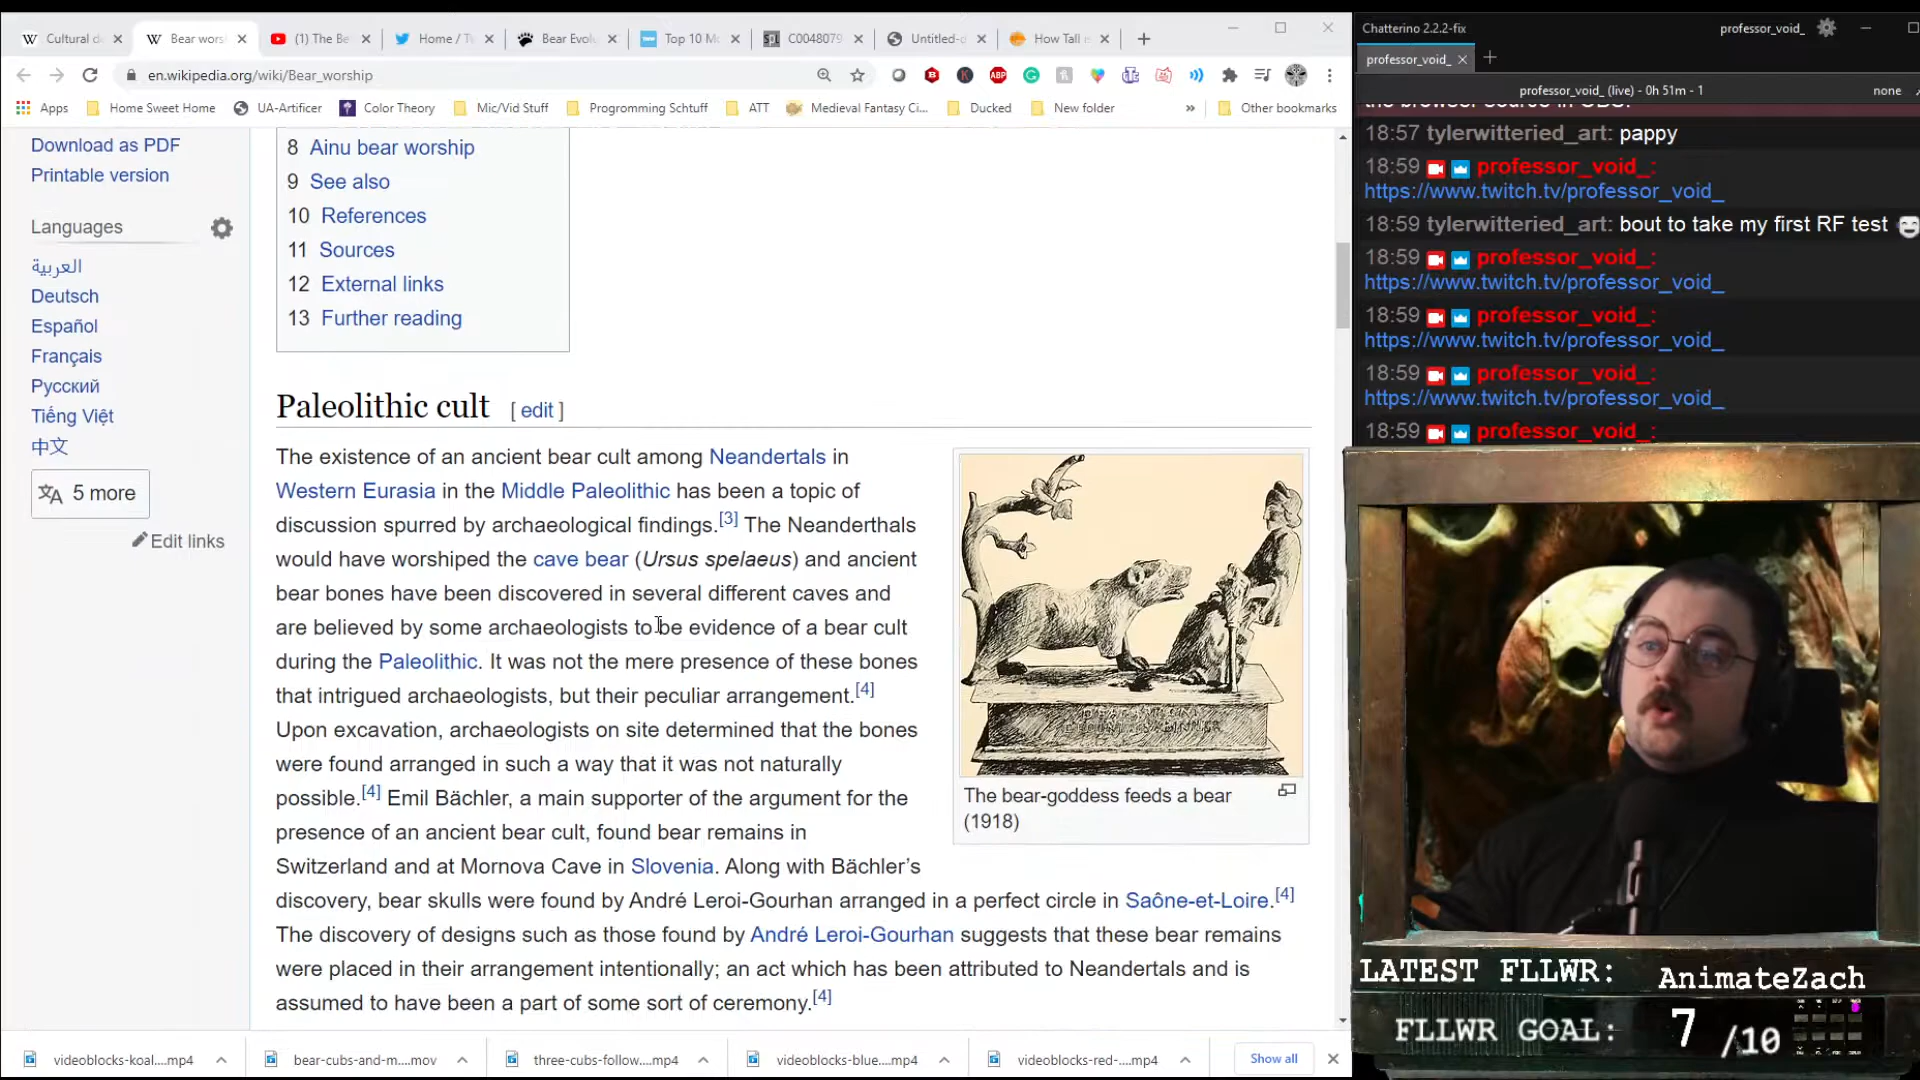 Cultural d
Bear wors
(1) The Be
Home / T
Bear Evolu
Top 10 Mo
C0048079
Untitled-
How Tall i
en.wikipedia.org/wiki/Bear_worship
Apps
Home Sweet Home
UA-Artificer
Color Theory
Mic/Vid Stuff
Programming Schtuff
ATT
Medieval Fantasy Ci...
Ducked
New folder
»
Other bookmarks
Download as PDF
Printable version
Languages
العربية
Deutsch
Español
Français
Русский
Tiếng Việt
中文
5 more
Edit links
8 Ainu bear worship
9 See also
10 References
11 Sources
12 External links
13 Further reading
Paleolithic cult [ edit ]
The existence of an ancient bear cult among Neandertals in
Western Eurasia in the Middle Paleolithic has been a topic of
discussion spurred by archaeological findings.[3] The Neanderthals
would have worshiped the cave bear (Ursus spelaeus) and ancient
bear bones have been discovered in several different caves and
are believed by some archaeologists to be evidence of a bear cult
during the Paleolithic. It was not the mere presence of these bones
that intrigued archaeologists, but their peculiar arrangement.[4]
Upon excavation, archaeologists on site determined that the bones
were found arranged in such a way that it was not naturally
possible.[4] Emil Bächler, a main supporter of the argument for the
presence of an ancient bear cult, found bear remains in
Switzerland and at Mornova Cave in Slovenia. Along with Bächler's
discovery, bear skulls were found by André Leroi-Gourhan arranged in a perfect circle in Saône-et-Loire.[4]
The discovery of designs such as those found by André Leroi-Gourhan suggests that these bear remains
were placed in their arrangement intentionally; an act which has been attributed to Neandertals and is
assumed to have been a part of some sort of ceremony.[4]
The bear-goddess feeds a bear
(1918)
videoblocks-koal....mp4
bear-cubs-and-m....mov
three-cubs-follow....mp4
videoblocks-blue....mp4
videoblocks-red-....mp4
Show all
Chatterino 2.2.2-fix
professor_void_
professor_void_
professor_void_ (live) - 0h 51m - 1
none
the browser source in OBS.
18:57 tylerwitteried_art: pappy
18:59 professor_void_:
https://www.twitch.tv/professor_void_
18:59 tylerwitteried_art: bout to take my first RF test
18:59 professor_void_:
https://www.twitch.tv/professor_void_
18:59 professor_void_:
https://www.twitch.tv/professor_void_
18:59 professor_void_:
https://www.twitch.tv/professor_void_
18:59 professor_void_:
LATEST FLLWR: AnimateZach
FLLWR GOAL: 7 /10